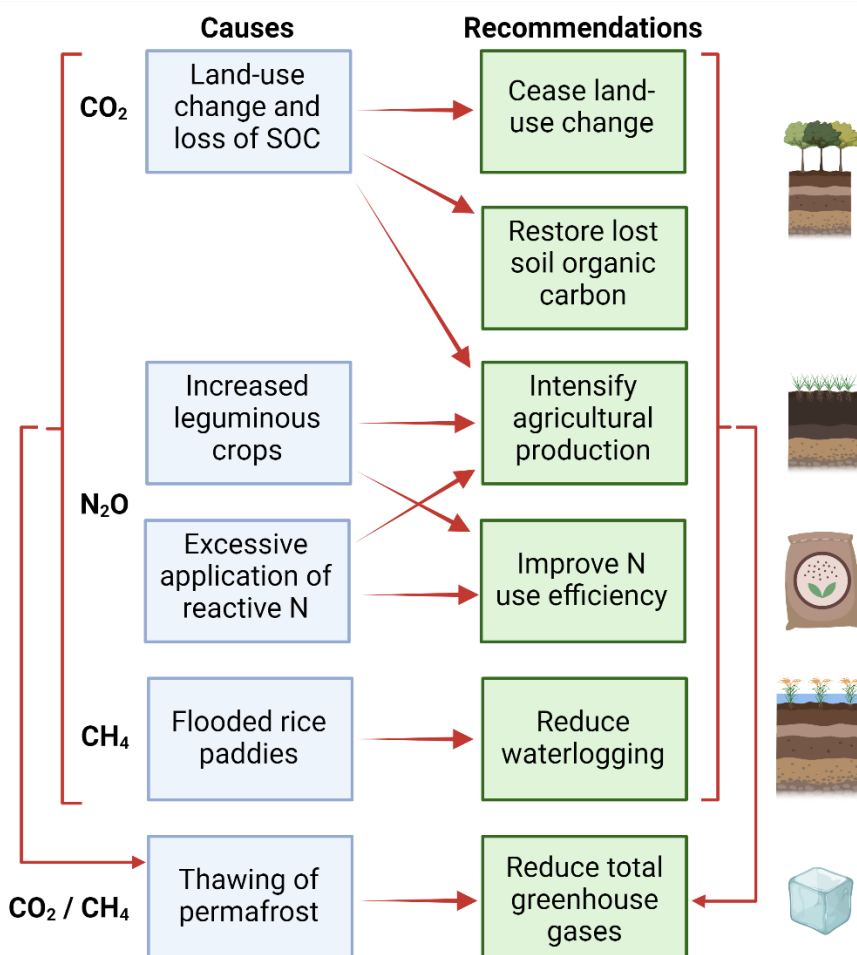 Causes
Recommendations
CO₂
Land-use
change and
loss of SOC
Cease land-
use change
Restore lost
soil organic
carbon
Increased
leguminous
crops
Intensify
agricultural
production
N₂O
Excessive
application of
reactive N
Improve N
use efficiency
CH₄
Flooded rice
paddies
Reduce
waterlogging
CO₂ / CH₄
Thawing of
permafrost
Reduce total
greenhouse
gases